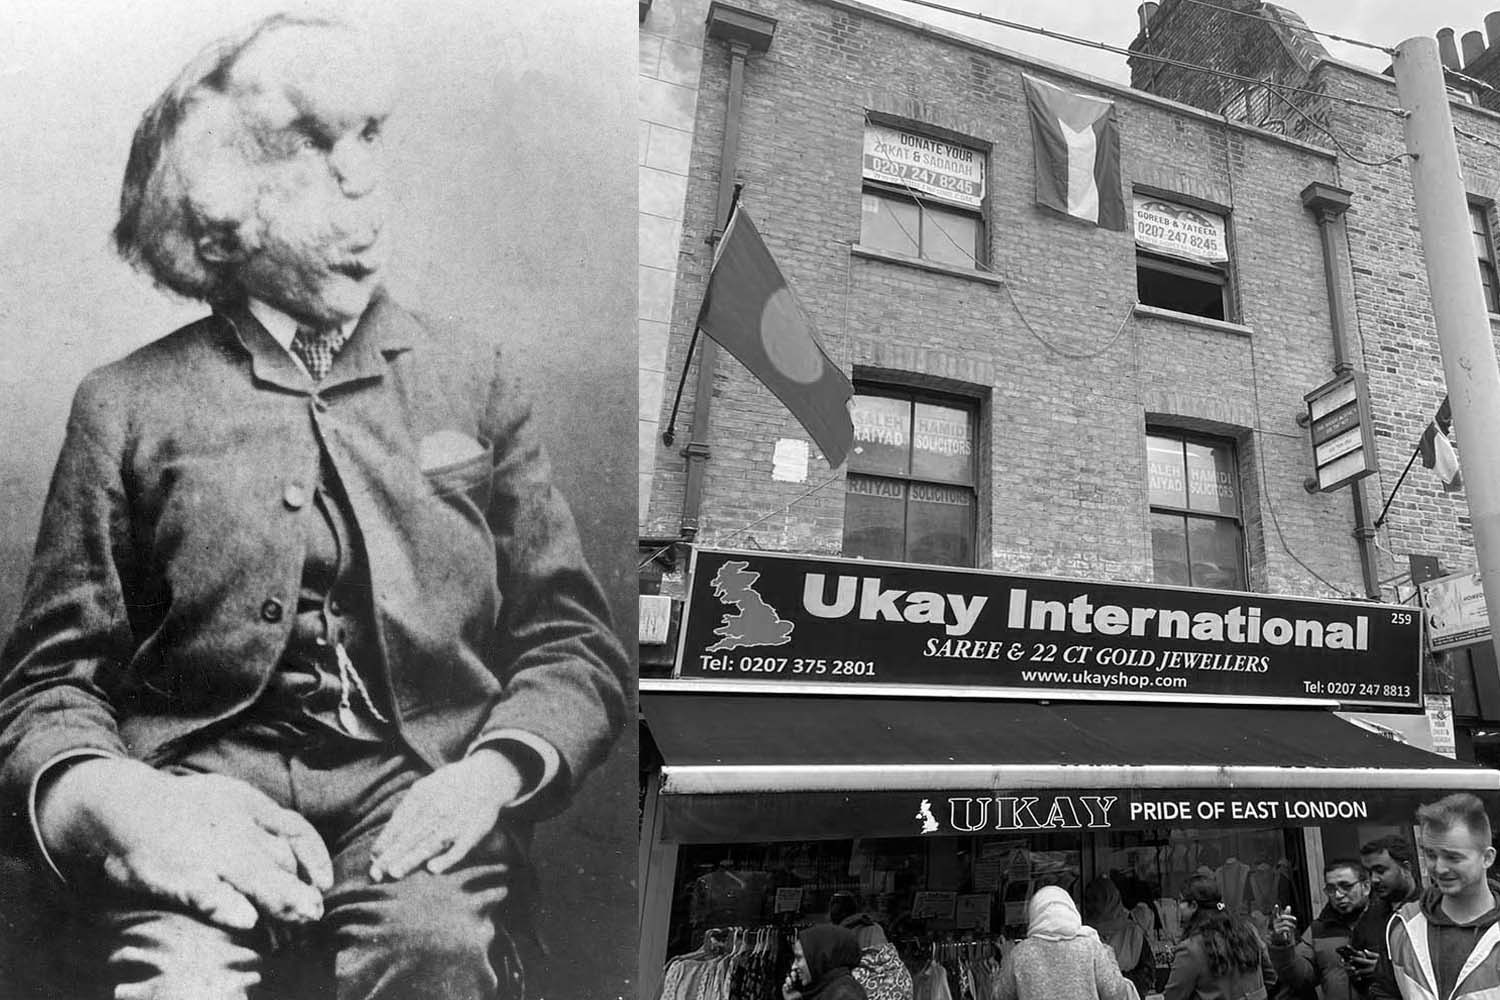 DONATE YOUR
ZAKAT & SADAQAH
0207 247 8245
GOREEB & YATEEM
0207 247 8245
SALEH HAMIDI
RAIYAD SOLICITORS
RAIYAD SOLICITORS
SALEH HAMIDI
RAIYAD SOLICITORS
Ukay International
259
SAREE & 22 CT GOLD JEWELLERS
Tel: 0207 375 2801
www.ukayshop.com
Tel: 0207 247 8813
UKAY PRIDE OF EAST LONDON